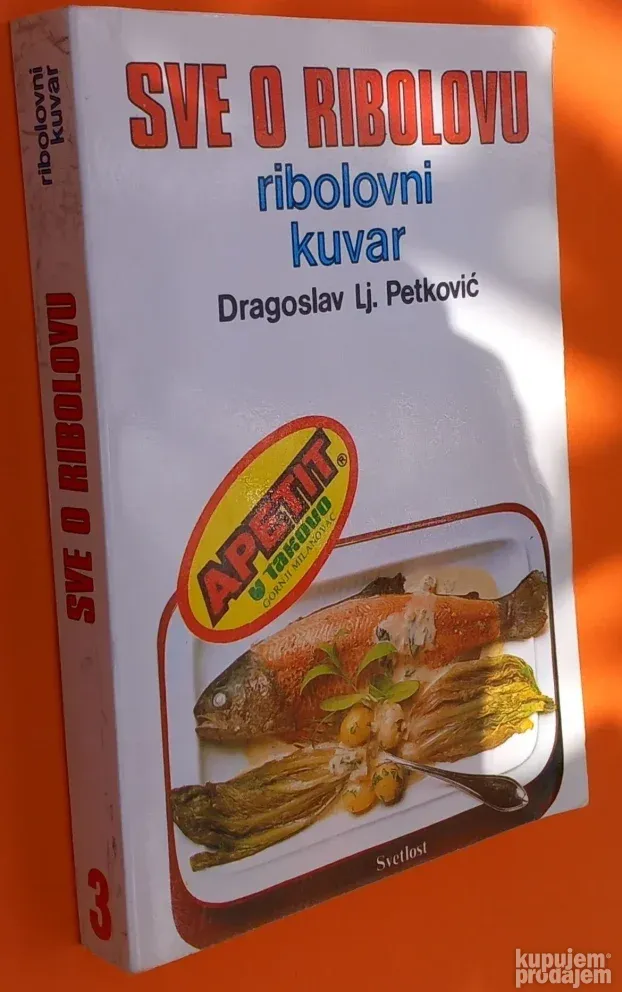 SVE O RIBOLOVU
ribolovni
kuvar
Dragoslav Lj. Petković
APETIT®
U TAKOVO
GORNJI MILANOVAC
Svetlost
ribolovni
kuvar
SVE O RIBOLOVU
3
kupujem
prodajem